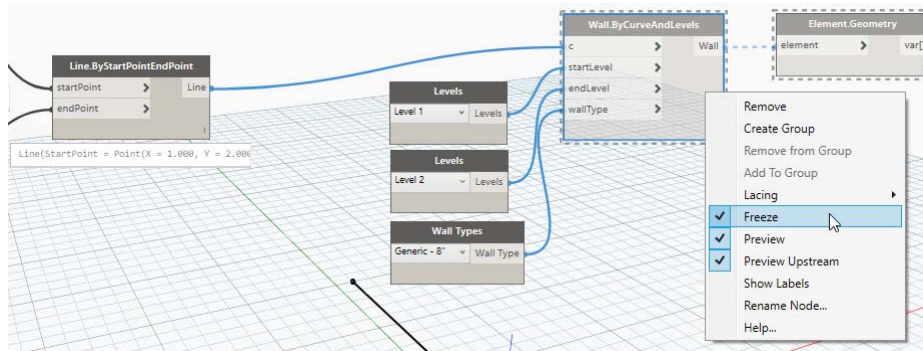 Line.ByStartPointEndPoint
startPoint > Line
endPoint >
Line(StartPoint = Point(X = 1.000, Y = 2.000
Levels
Level 1 Levels
Levels
Level 2 Levels
Wall Types
Generic - 8" Wall Type
Wall.ByCurveAndLevels
c > Wall
startLevel >
endLevel >
wallType >
Element.Geometry
element > var[]
Remove
Create Group
Remove from Group
Add To Group
Lacing
Freeze
Preview
Preview Upstream
Show Labels
Rename Node...
Help...